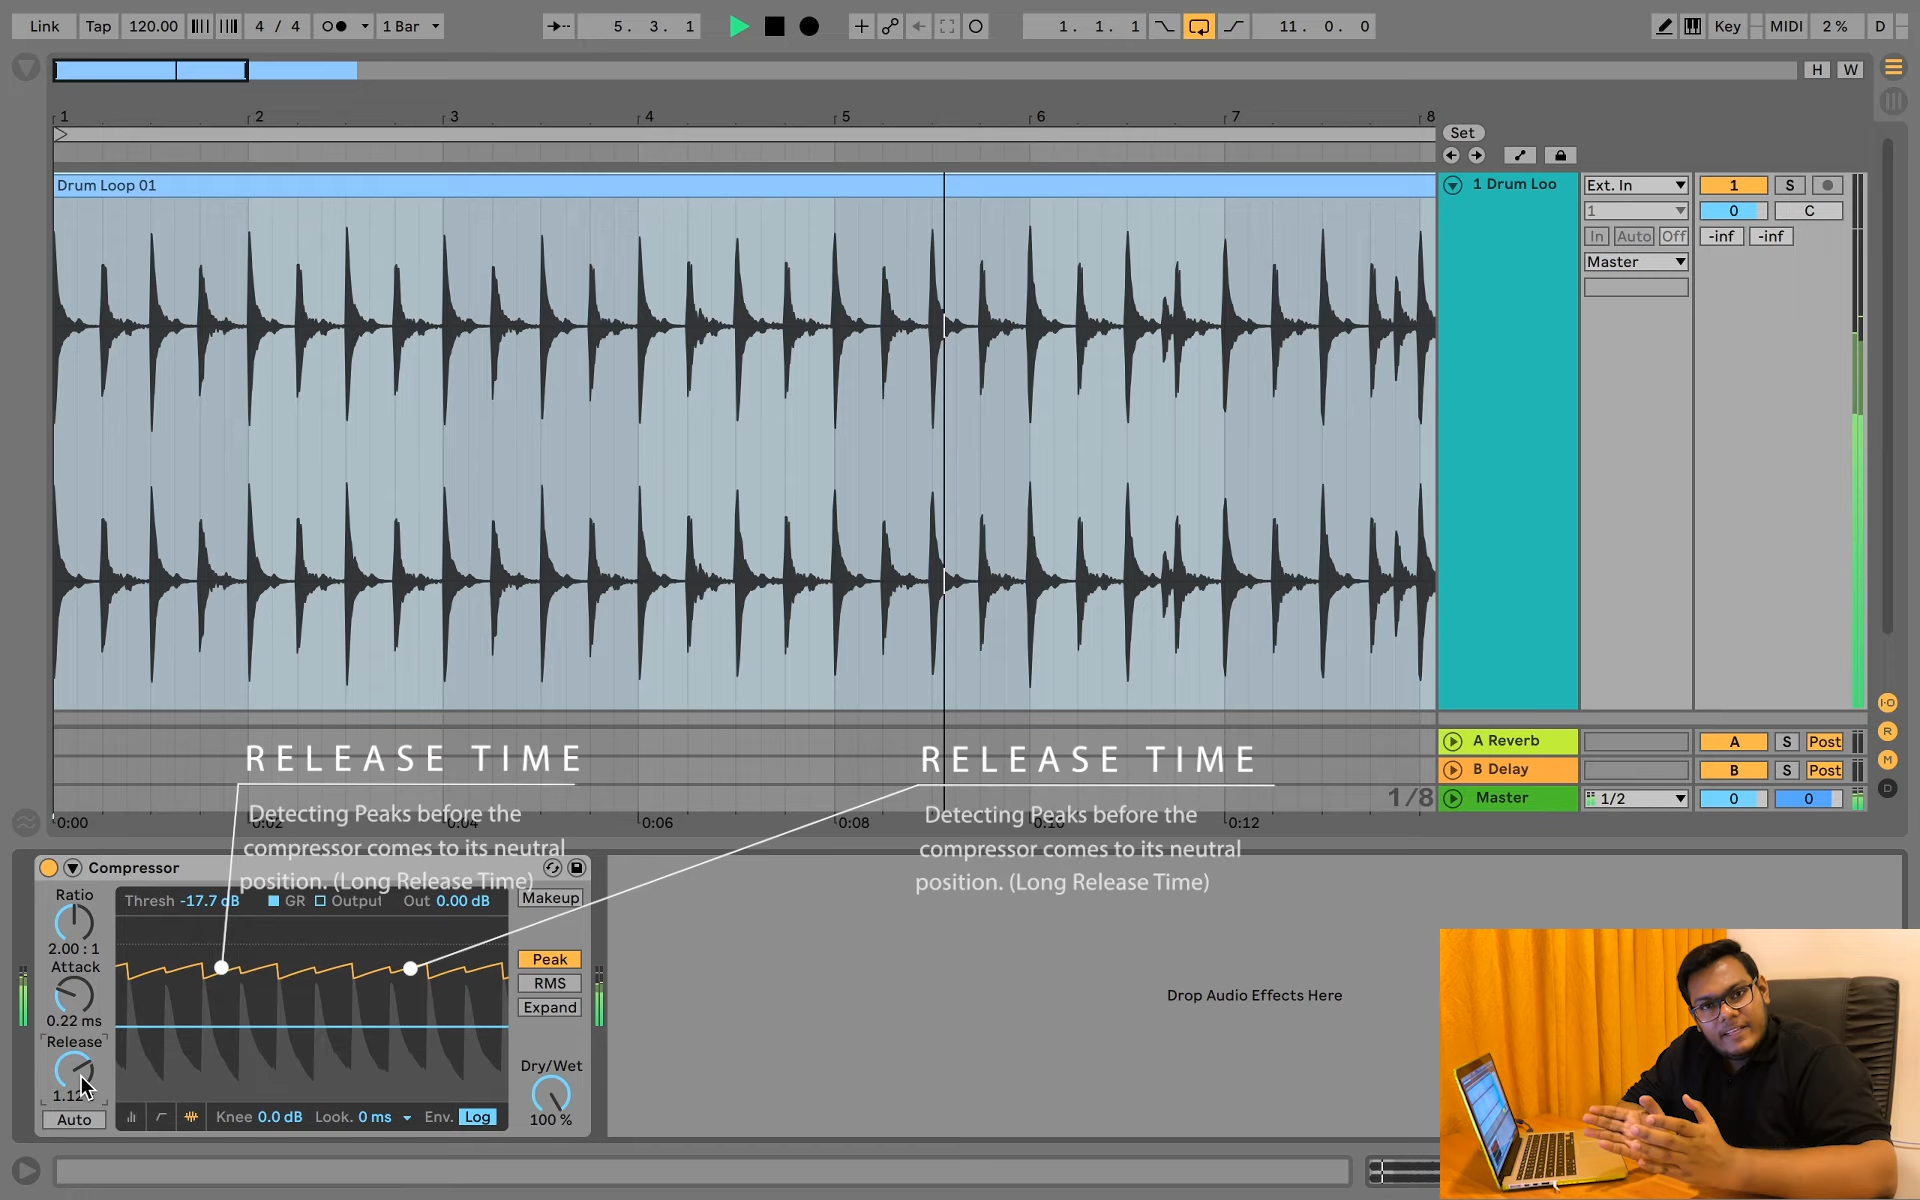 Link Tap 120.00 4 / 4 1 Bar 5. 3. 1 1. 1. 1 11. 0. 0 Key MIDI 2 % D
H W
1 2 3 4 5 6 7 8
Set
Drum Loop 01
1 Drum Loo Ext. In 1 S
1 0 C
In Auto Off -inf -inf
Master
A Reverb A S Post
B Delay B S Post
1/8 Master 1/2 0 0
0:00 0:02 0:04 0:06 0:08 0:10 0:12
I·O
R
M
D
RELEASE TIME
Detecting Peaks before the
compressor comes to its neutral
position. (Long Release Time)
RELEASE TIME
Detecting Peaks before the
compressor comes to its neutral
position. (Long Release Time)
Compressor
Ratio
2.00 : 1
Attack
0.22 ms
Release
Auto
Thresh -17.7 dB GR Output Out 0.00 dB
Knee 0.0 dB Look. 0 ms Env. Log
Makeup
Peak
RMS
Expand
Dry/Wet
100 %
Drop Audio Effects Here